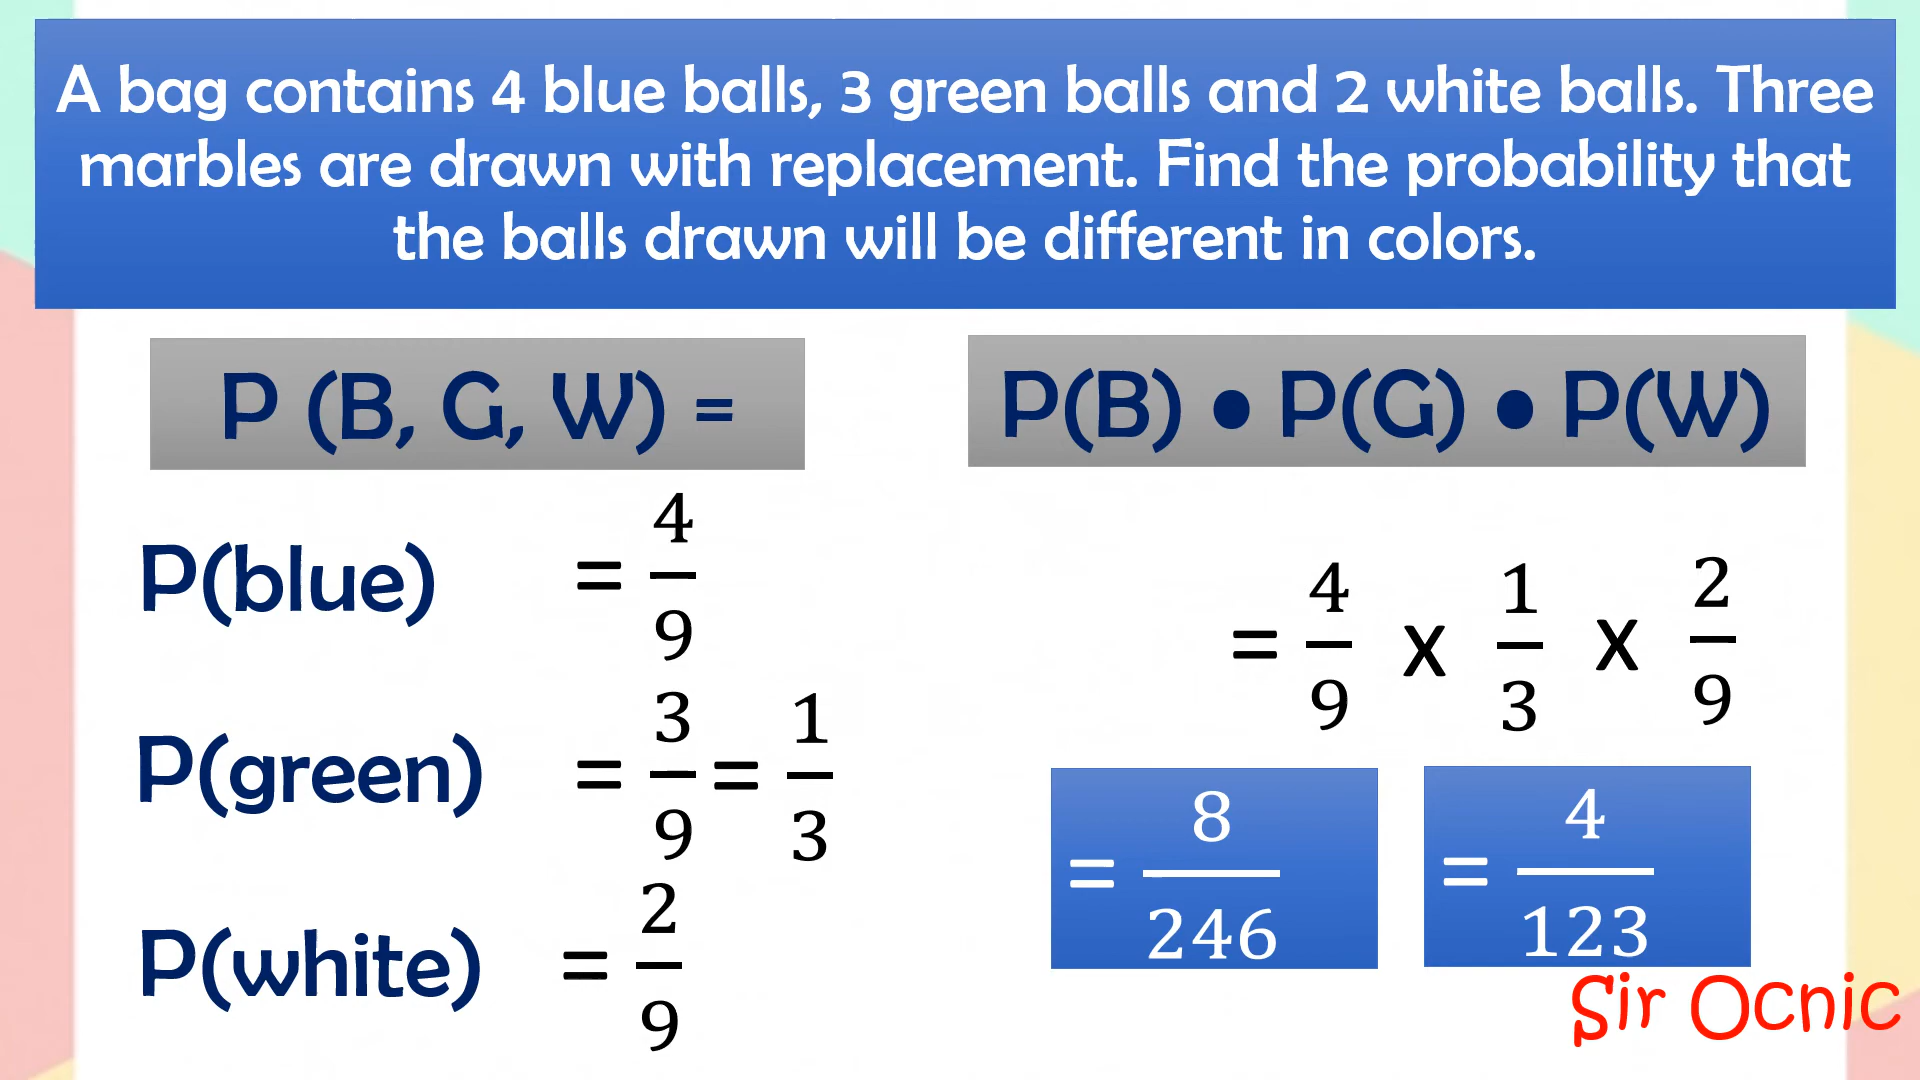 A bag contains 4 blue balls, 3 green balls and 2 white balls. Three
marbles are drawn with replacement. Find the probability that
the balls drawn will be different in colors.
P (B, G, W) =
P(B) • P(G) • P(W)
P(blue) = 4/9
P(green) = 3/9 = 1/3
P(white) = 2/9
= 4/9 x 1/3 x 2/9
= 8/246
= 4/123
Sir Ocnic